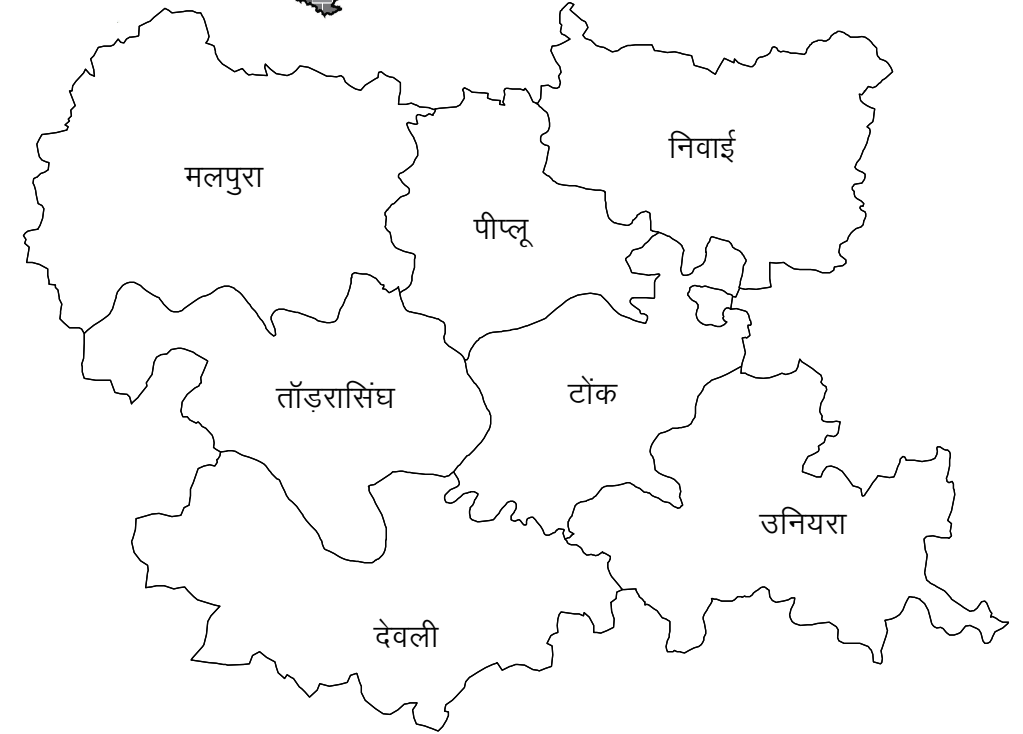 निवाई
मलपुरा
पीप्लू
तॉड़रासिंघ
टोंक
उनियरा
देवली